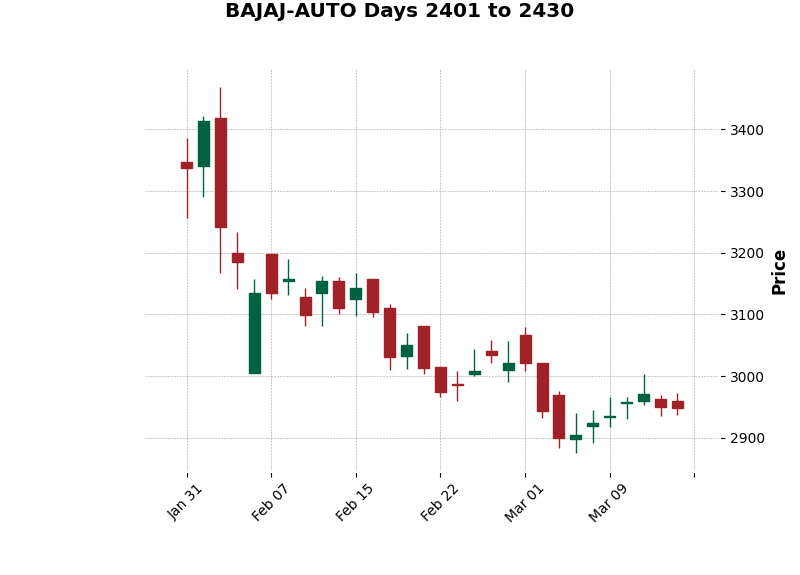 BAJAJ-AUTO Days 2401 to 2430
3400
3300
3200
3100
3000
2900
Price
Jan 31
Feb 07
Feb 15
Feb 22
Mar 01
Mar 09